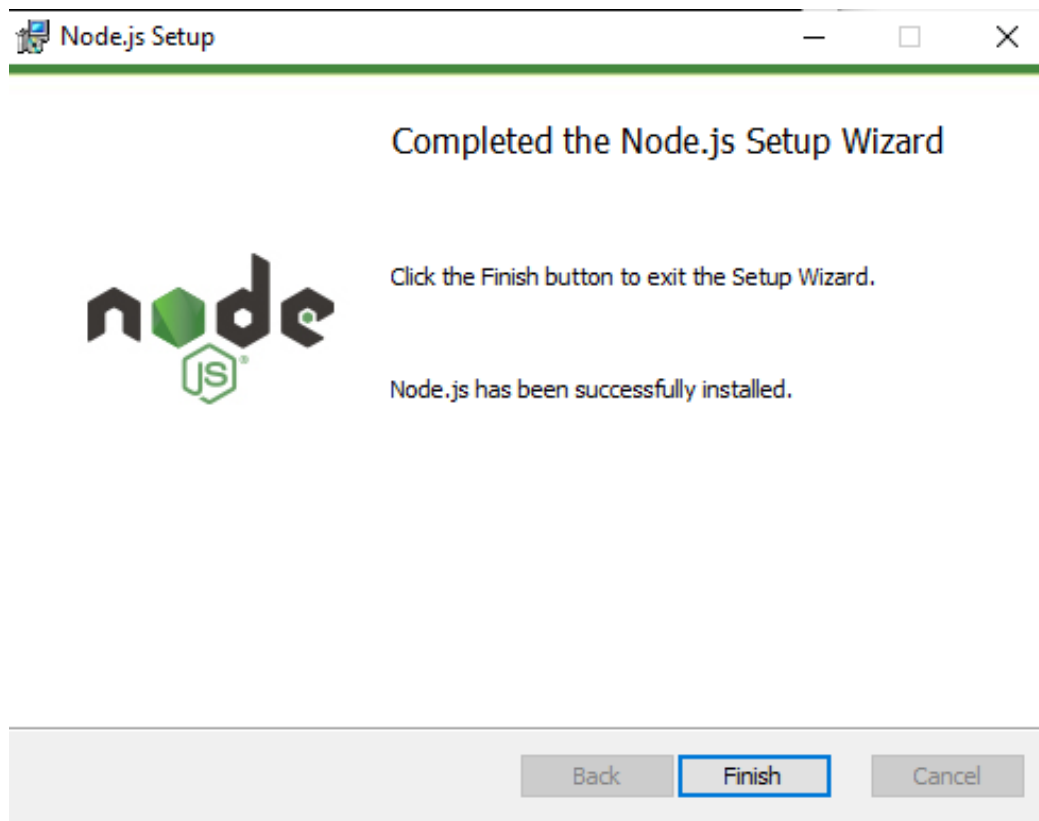 Node.js Setup
Completed the Node.js Setup Wizard
Click the Finish button to exit the Setup Wizard.
node
JS®
Node.js has been successfully installed.
Back
Finish
Cancel